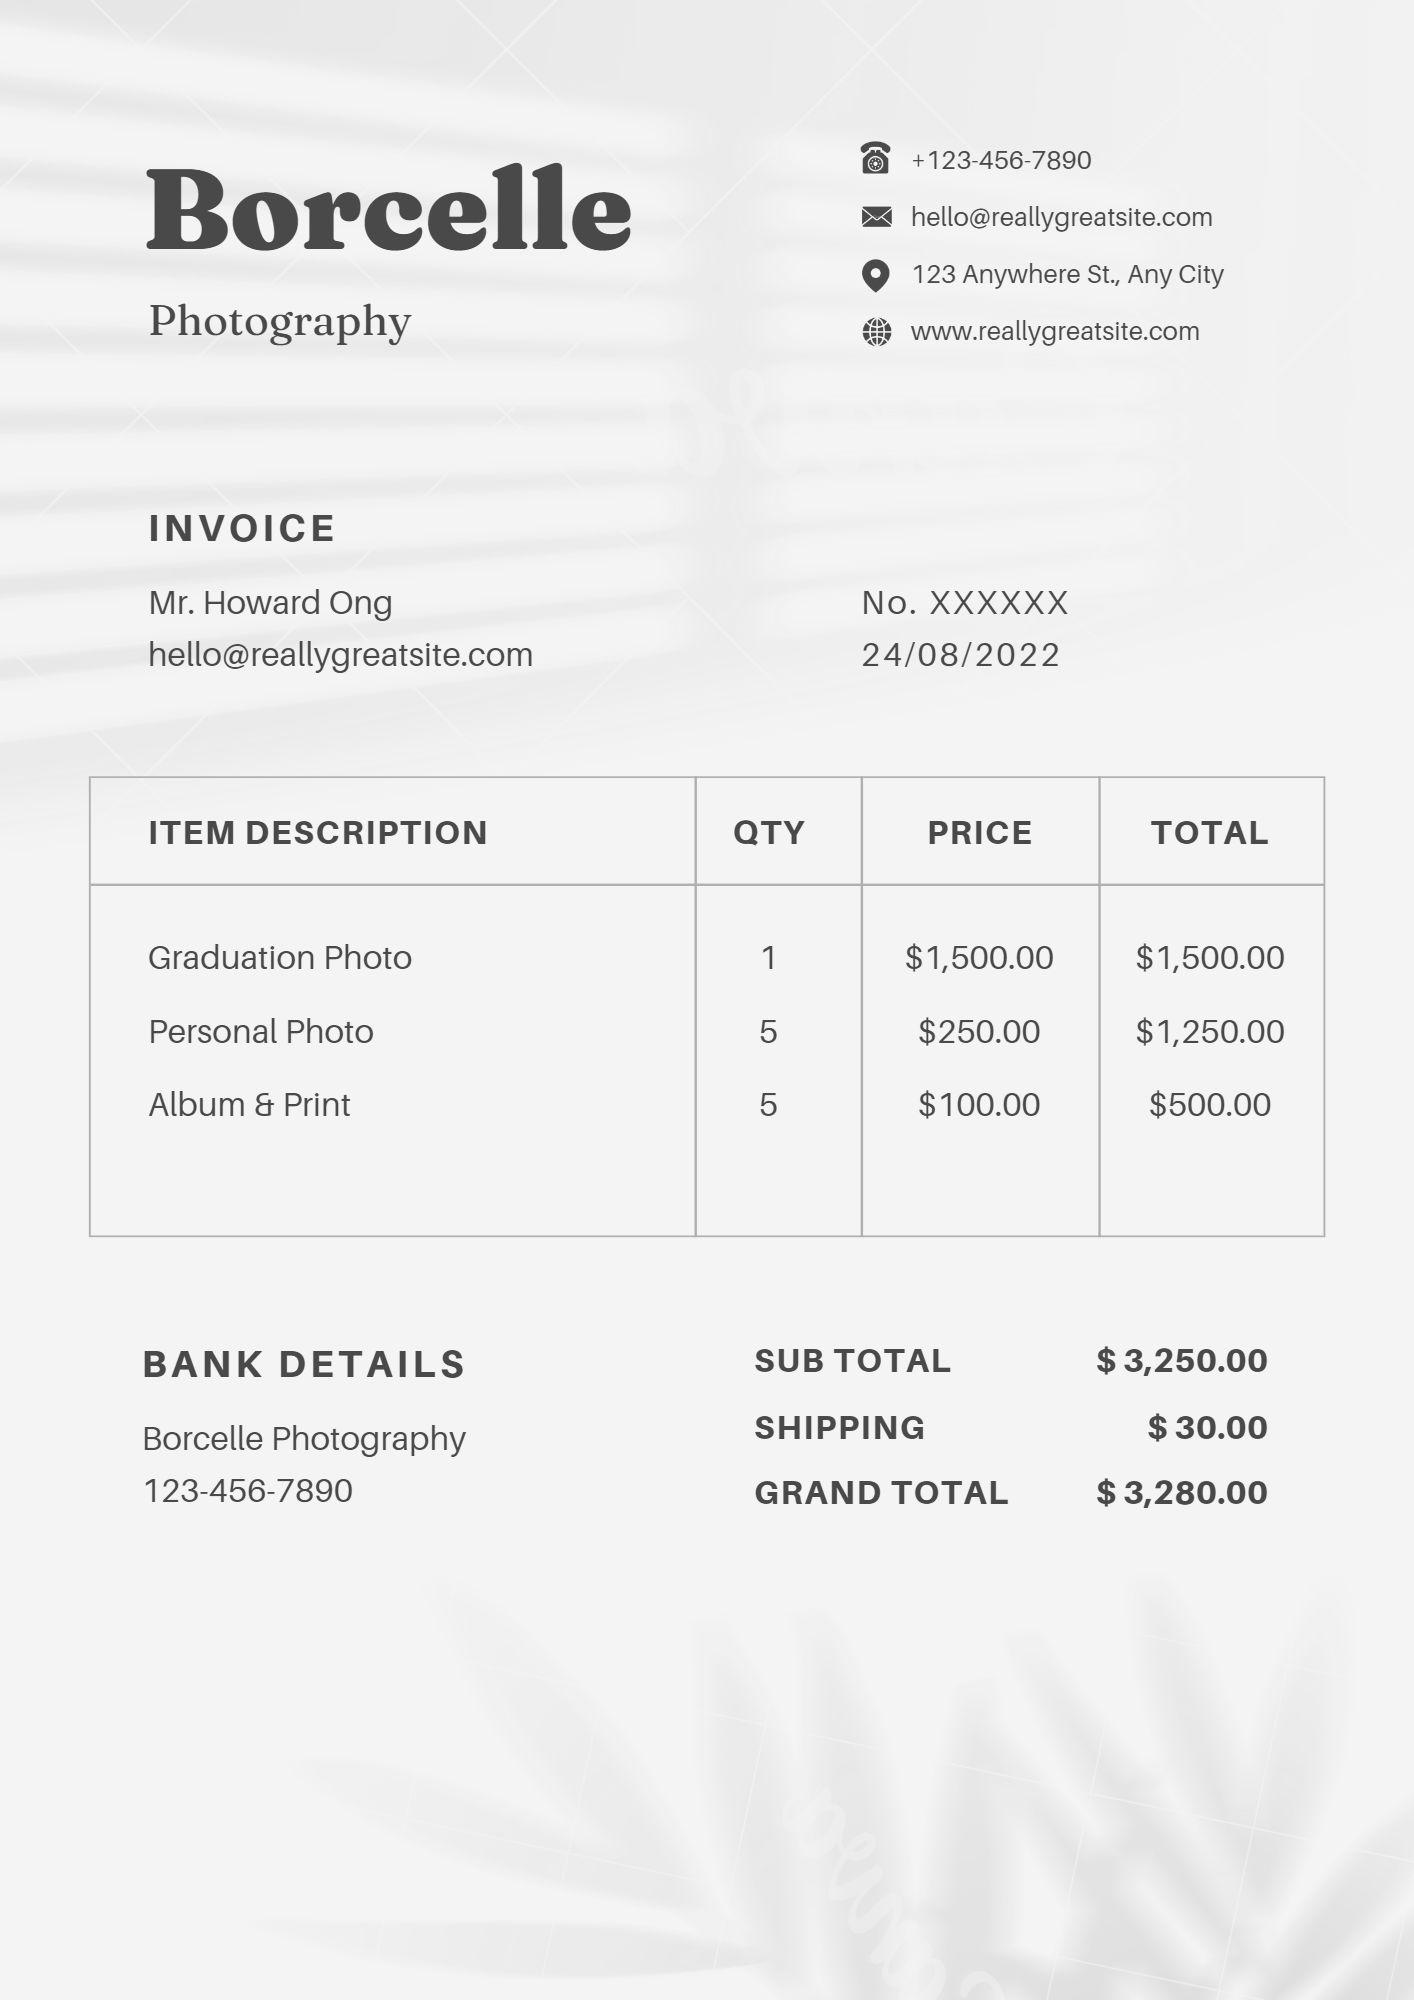 Borcelle
Photography
+123-456-7890
hello@reallygreatsite.com
123 Anywhere St., Any City
www.reallygreatsite.com
INVOICE
Mr. Howard Ong
hello@reallygreatsite.com
No. XXXXXX
24/08/2022
ITEM DESCRIPTION QTY PRICE TOTAL
Graduation Photo 1 $1,500.00 $1,500.00
Personal Photo 5 $250.00 $1,250.00
Album & Print 5 $100.00 $500.00
BANK DETAILS
Borcelle Photography
123-456-7890
SUB TOTAL $ 3,250.00
SHIPPING $ 30.00
GRAND TOTAL $ 3,280.00